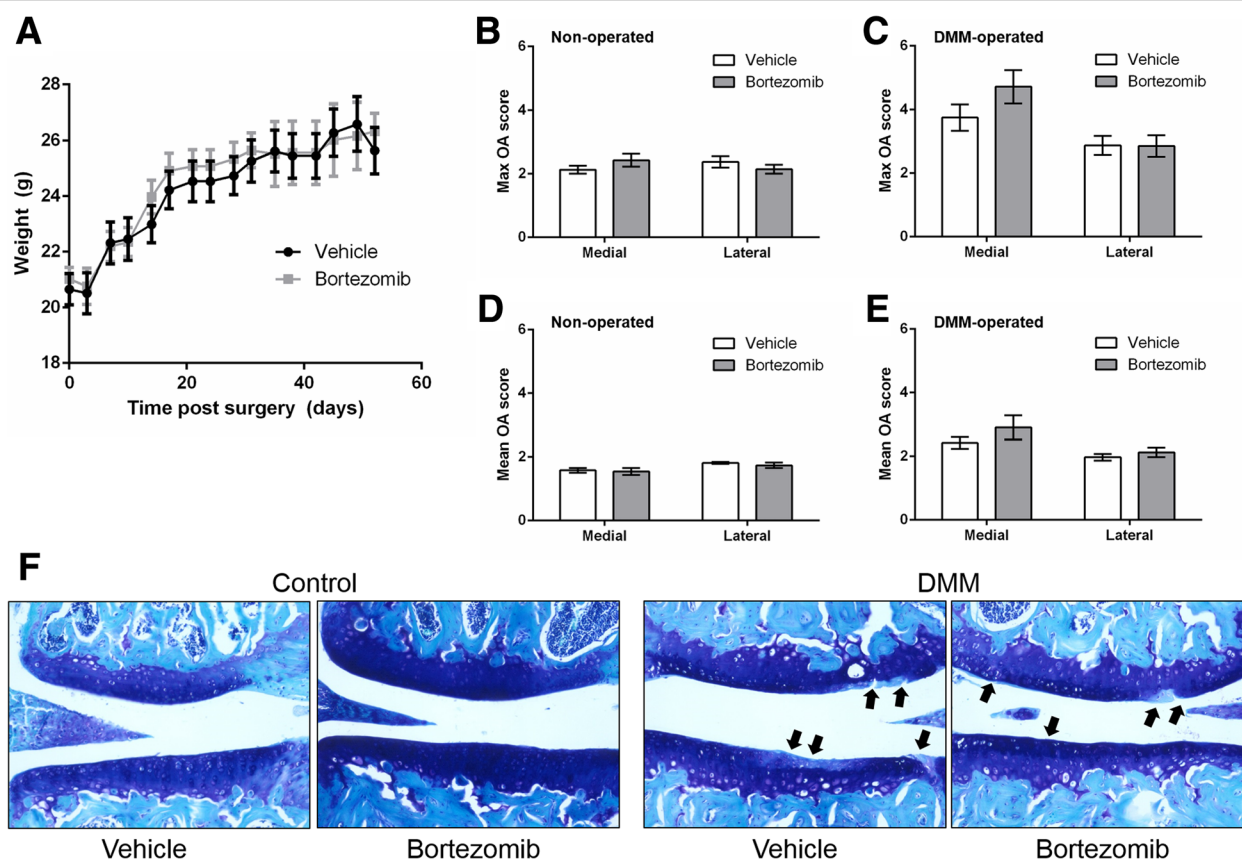 A
28
26
24
22
20
18
Weight (g)
0
20
40
60
Time post surgery (days)
Vehicle
Bortezomib
B
Non-operated
Vehicle
Bortezomib
6
4
2
0
Max OA score
Medial
Lateral
C
DMM-operated
Vehicle
Bortezomib
6
4
2
0
Max OA score
Medial
Lateral
D
Non-operated
Vehicle
Bortezomib
6
4
2
0
Mean OA score
Medial
Lateral
E
DMM-operated
Vehicle
Bortezomib
6
4
2
0
Mean OA score
Medial
Lateral
F
Control
DMM
Vehicle
Bortezomib
Vehicle
Bortezomib